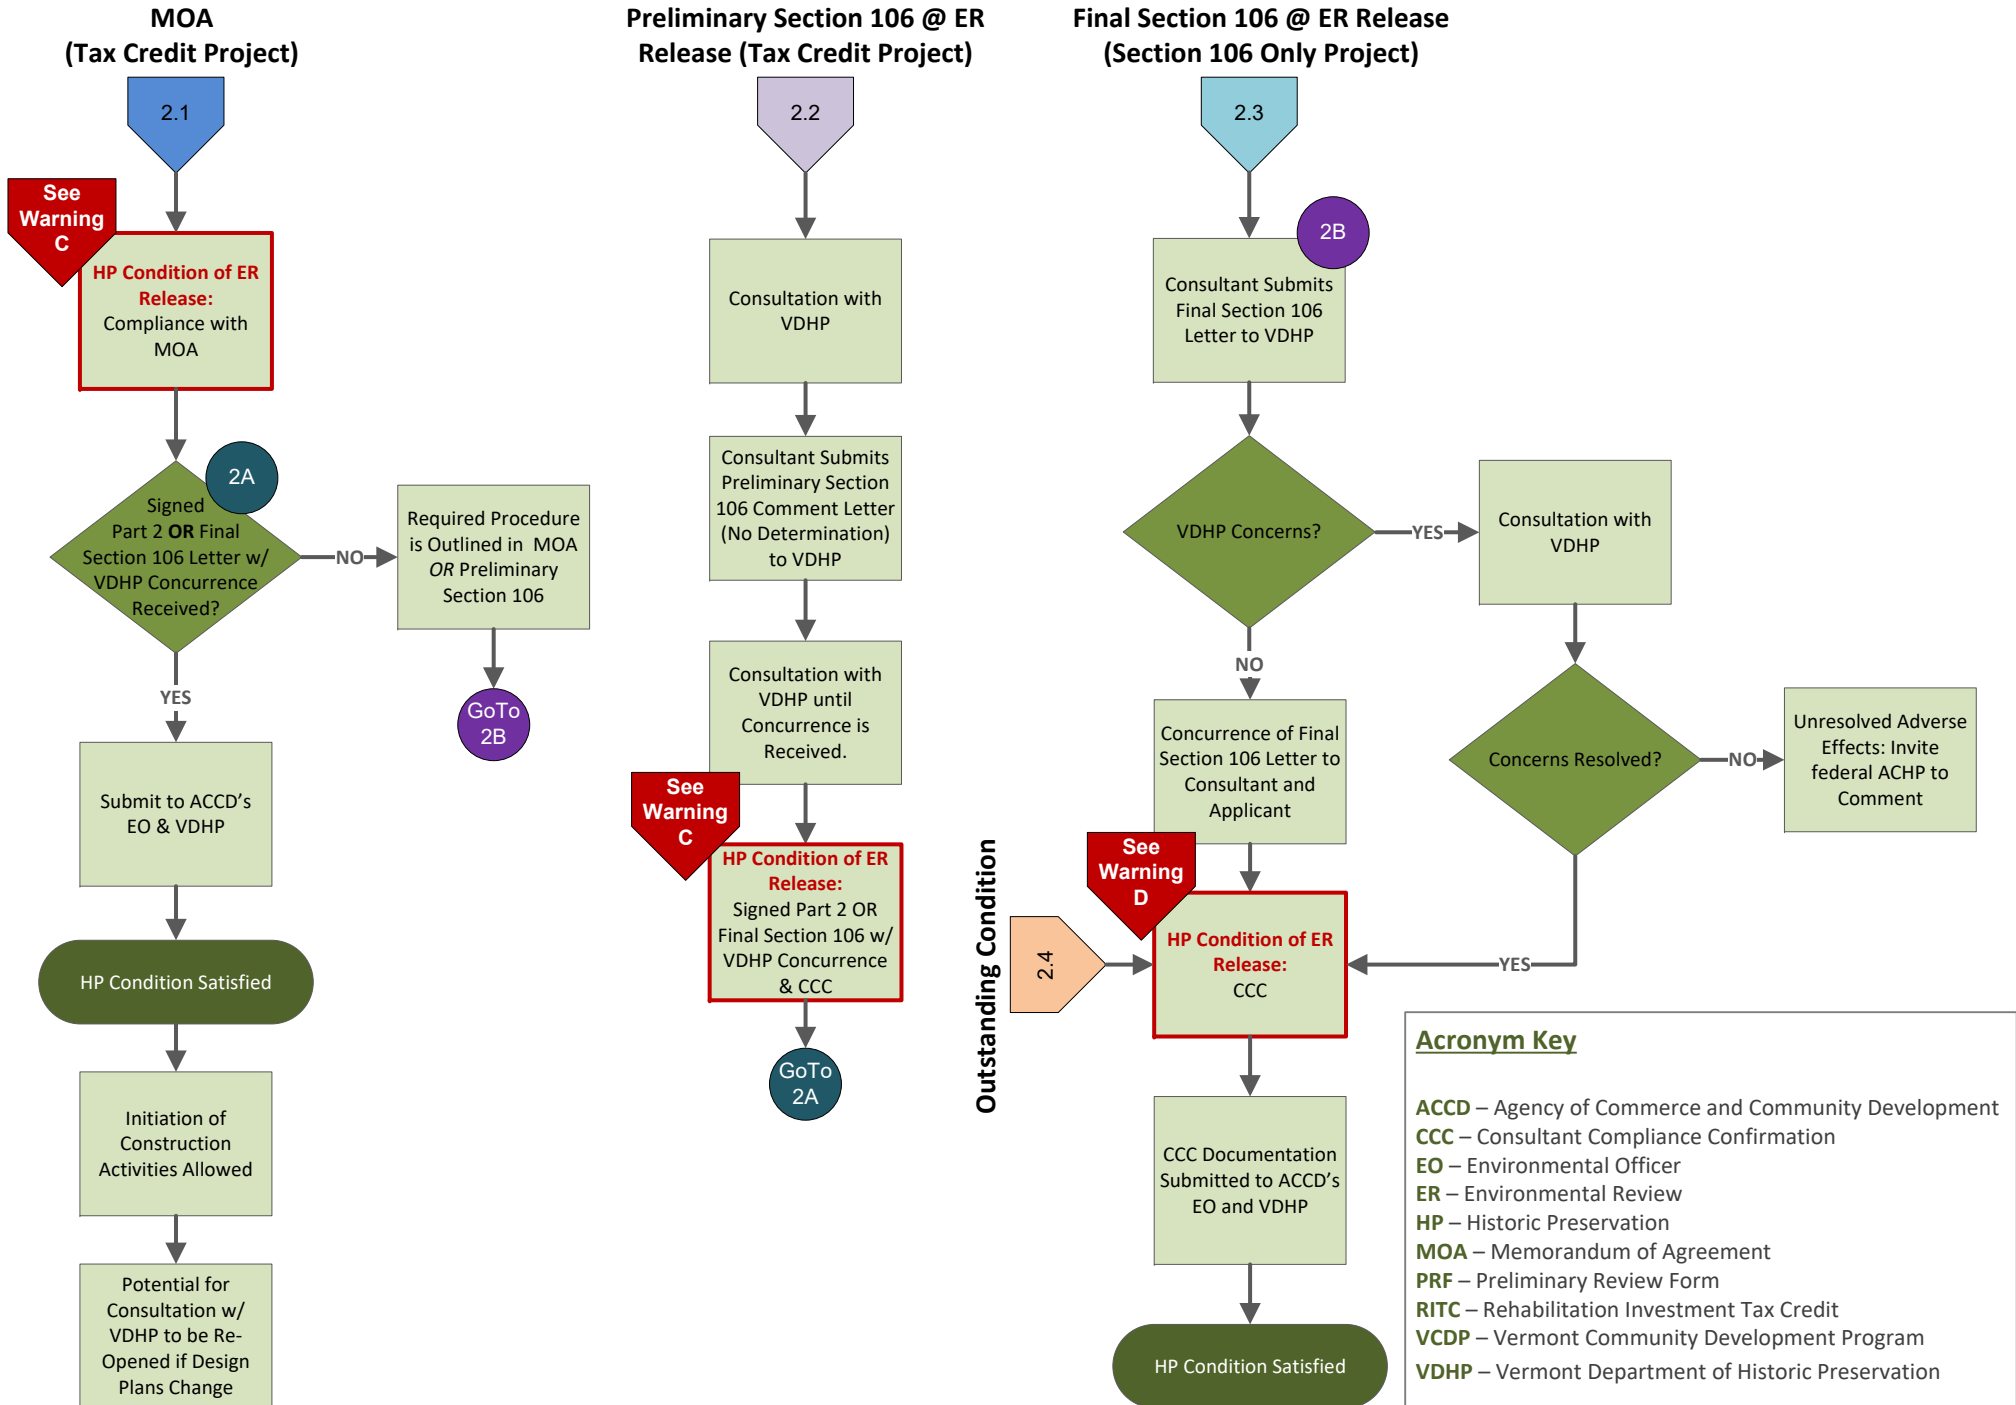 MOA
(Tax Credit Project)
2.1
See
Warning
C
HP Condition of ER
Release:
Compliance with
MOA
2A
Signed
Part 2 OR Final
Section 106 Letter w/
VDHP Concurrence
Received?
NO
Required Procedure
is Outlined in MOA
OR Preliminary
Section 106
GoTo
2B
YES
Submit to ACCD's
EO & VDHP
HP Condition Satisfied
Initiation of
Construction
Activities Allowed
Potential for
Consultation w/
VDHP to be Re-
Opened if Design
Plans Change
Preliminary Section 106 @ ER
Release (Tax Credit Project)
2.2
Consultation with
VDHP
Consultant Submits
Preliminary Section
106 Comment Letter
(No Determination)
to VDHP
Consultation with
VDHP until
Concurrence is
Received.
See
Warning
C
HP Condition of ER
Release:
Signed Part 2 OR
Final Section 106 w/
VDHP Concurrence
& CCC
GoTo
2A
Final Section 106 @ ER Release
(Section 106 Only Project)
2.3
2B
Consultant Submits
Final Section 106
Letter to VDHP
VDHP Concerns?
YES
Consultation with
VDHP
NO
Concurrence of Final
Section 106 Letter to
Consultant and
Applicant
Concerns Resolved?
NO
Unresolved Adverse
Effects: Invite
federal ACHP to
Comment
YES
See
Warning
D
Outstanding Condition
2.4
HP Condition of ER
Release:
CCC
CCC Documentation
Submitted to ACCD's
EO and VDHP
HP Condition Satisfied
Acronym Key
ACCD – Agency of Commerce and Community Development
CCC – Consultant Compliance Confirmation
EO – Environmental Officer
ER – Environmental Review
HP – Historic Preservation
MOA – Memorandum of Agreement
PRF – Preliminary Review Form
RITC – Rehabilitation Investment Tax Credit
VCDP – Vermont Community Development Program
VDHP – Vermont Department of Historic Preservation